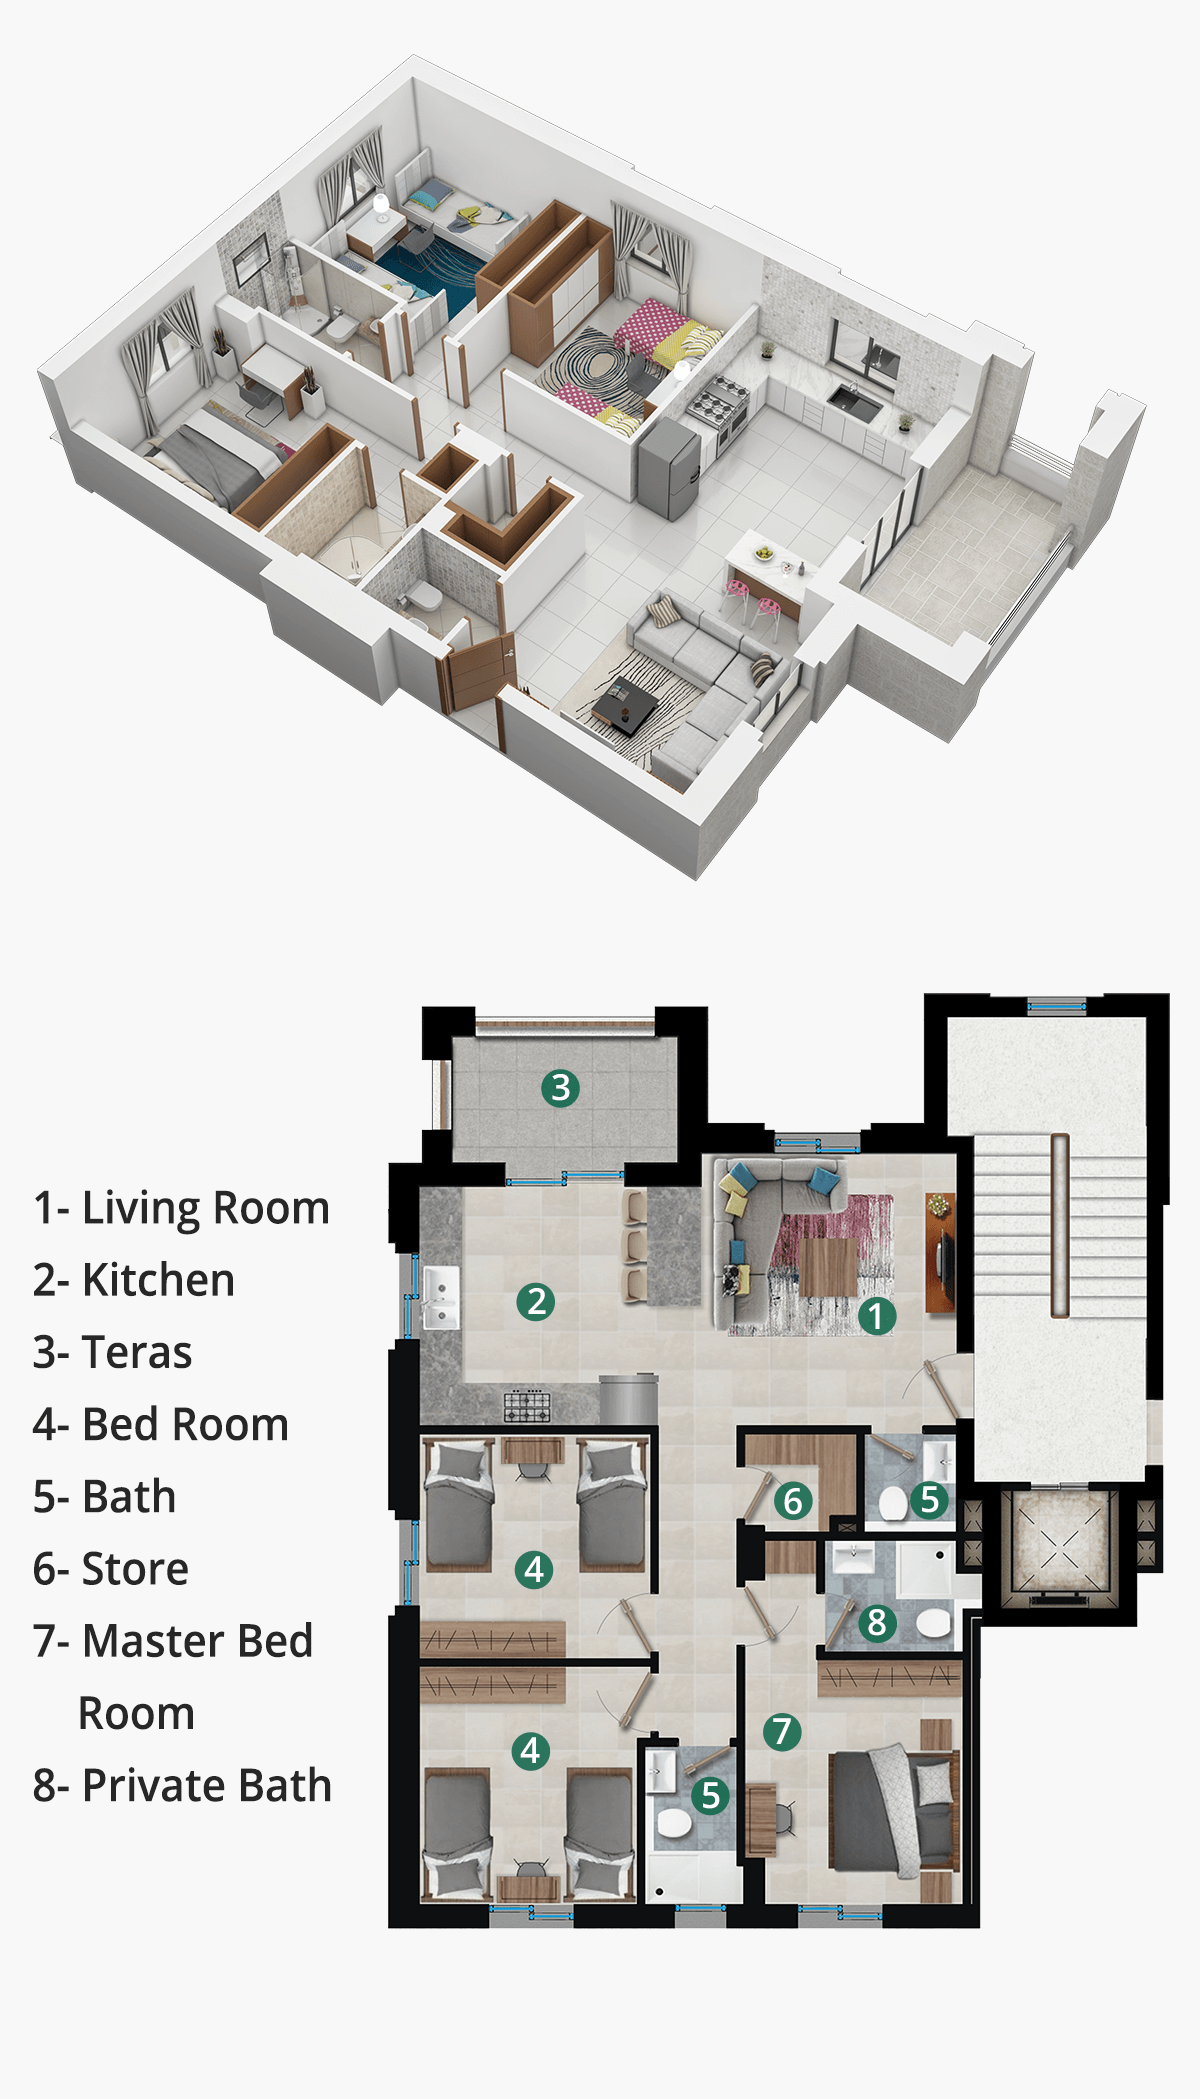 3
1- Living Room
2- Kitchen
2
1
3- Teras
4- Bed Room
5- Bath
6
5
6- Store
4
8
7- Master Bed
Room
7
4
8- Private Bath
5